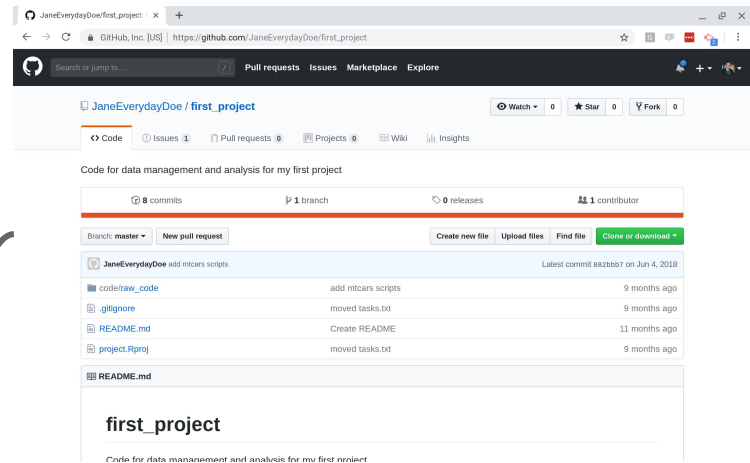 JaneEverydayDoe/first_project:
GitHub, Inc. [US] | https://github.com/JaneEverydayDoe/first_project
Search or jump to... / Pull requests Issues Marketplace Explore
JaneEverydayDoe / first_project Watch 0 Star 0 Fork 0
Code Issues 1 Pull requests 0 Projects 0 Wiki Insights
Code for data management and analysis for my first project
8 commits 1 branch 0 releases 1 contributor
Branch: master New pull request Create new file Upload files Find file Clone or download
JaneEverydayDoe add mtcars scripts Latest commit 882bbb7 on Jun 4, 2018
code/raw_code add mtcars scripts 9 months ago
.gitignore moved tasks.txt 9 months ago
README.md Create README 11 months ago
project.Rproj moved tasks.txt 9 months ago
README.md
first_project
Code for data management and analysis for my first project